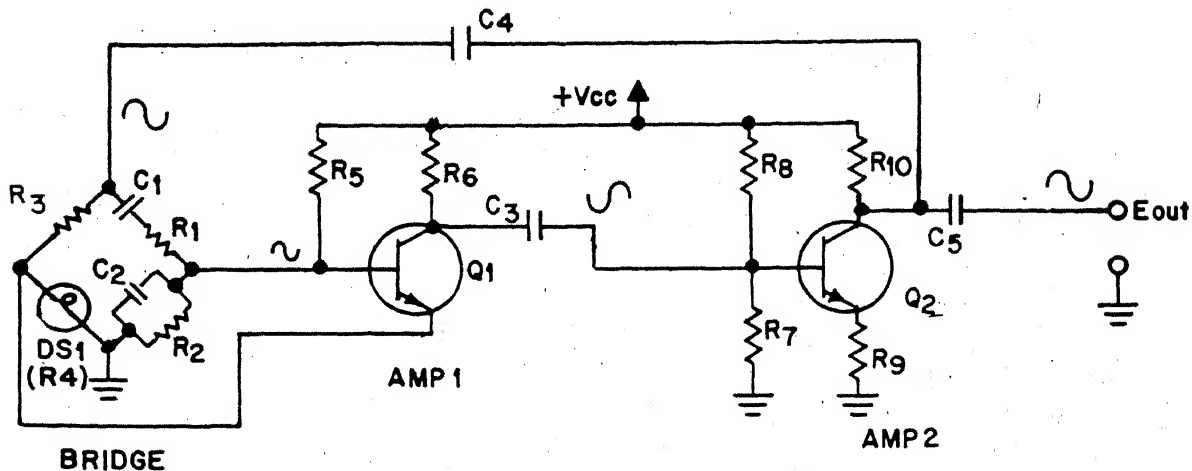 C4
+Vcc
R3
C1
R1
C2
R2
DS1
(R4)
R5
R6
C3
Q1
R8
R10
C5
Eout
R7
Q2
R9
AMP 1
AMP 2
BRIDGE